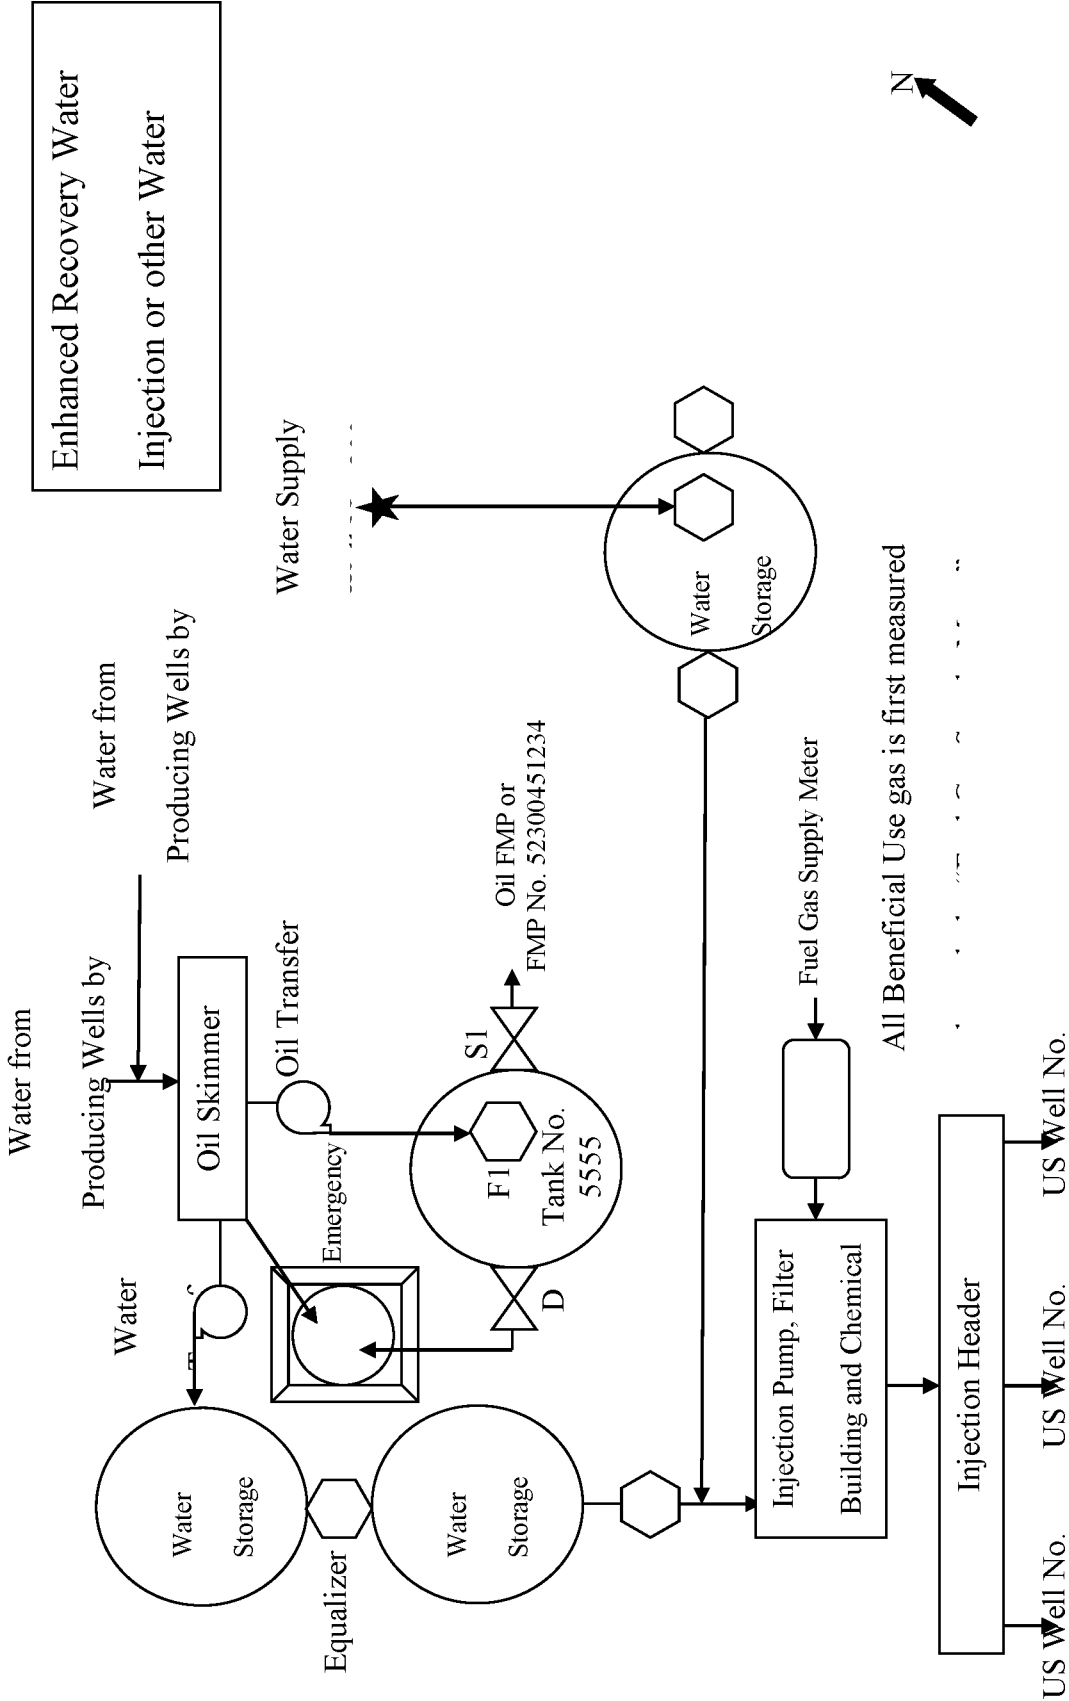 Enhanced Recovery Water
Injection or other Water
Water from
Producing Wells by
Water from
Producing Wells by
Water Supply
Water
Oil Skimmer
Oil Transfer
Emergency
Water
Storage
Equalizer
Water
Storage
F1
Tank No.
5555
S1
D
Oil FMP or
FMP No. 52300451234
Water
Storage
N
Fuel Gas Supply Meter
All Beneficial Use gas is first measured
Injection Pump, Filter
Building and Chemical
Injection Header
US Well No.
US Well No.
US Well No.